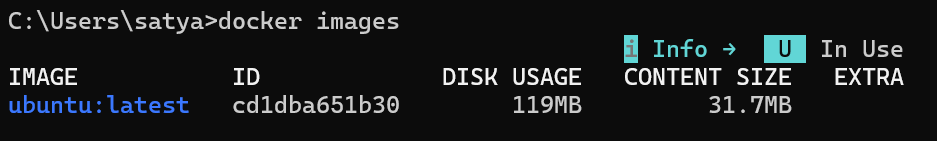 C:\Users\satya>docker images
i Info → U In Use
IMAGE ID DISK USAGE CONTENT SIZE EXTRA
ubuntu:latest cd1dba651b30 119MB 31.7MB